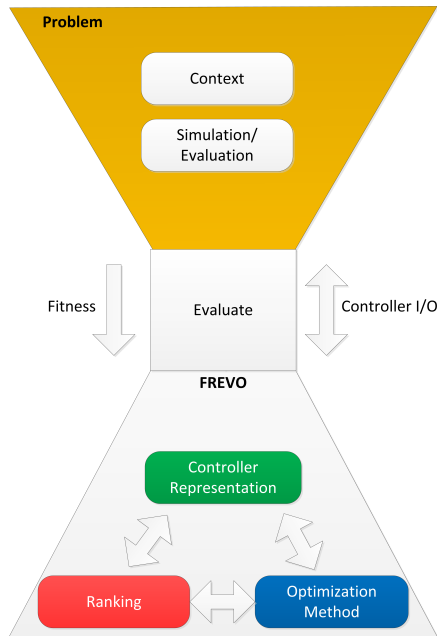 Problem
Context
Simulation/
Evaluation
Fitness
Evaluate
Controller I/O
FREVO
Controller
Representation
Ranking
Optimization
Method